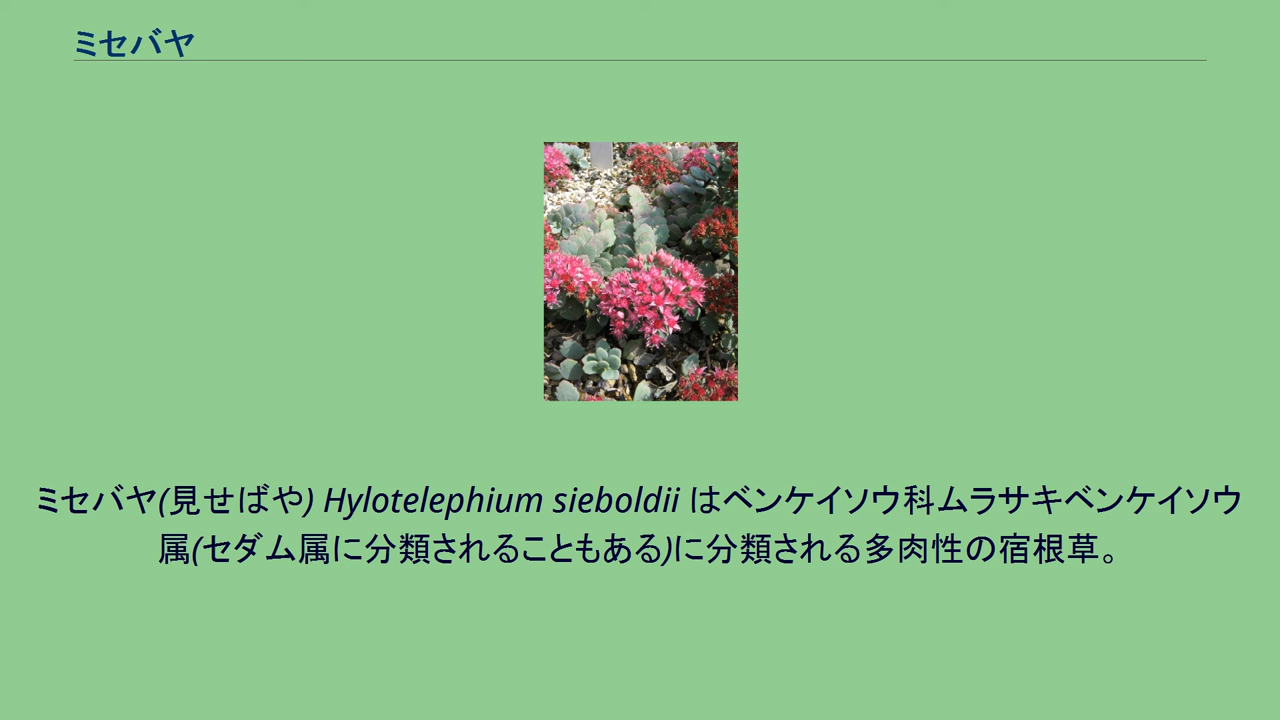 ミセバヤ
ミセバヤ(見せばや) Hylotelephium sieboldii はベンケイソウ科ムラサキベンケイソウ
属(セダム属に分類されることもある)に分類される多肉性の宿根草。